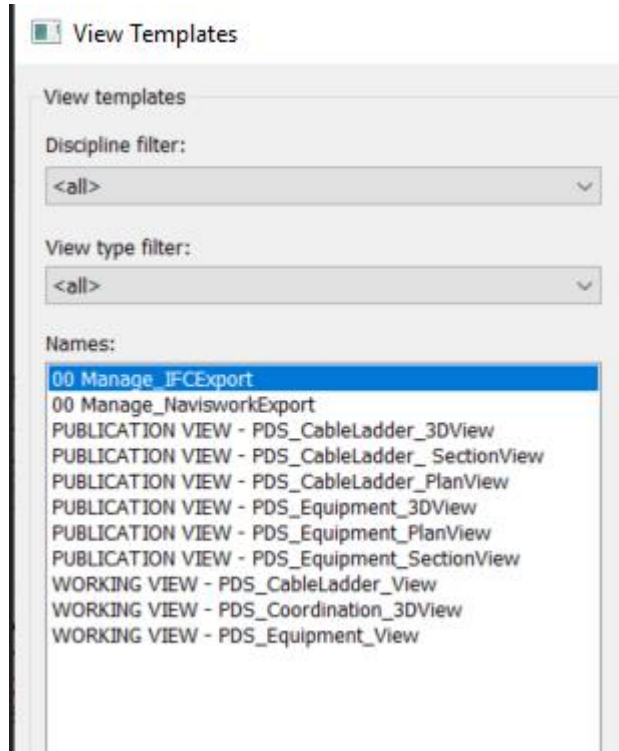 View Templates
View templates
Discipline filter:
<all>
View type filter:
<all>
Names:
00 Manage_IFCExport
00 Manage_NavisworkExport
PUBLICATION VIEW - PDS_CableLadder_3DView
PUBLICATION VIEW - PDS_CableLadder_ SectionView
PUBLICATION VIEW - PDS_CableLadder_PlanView
PUBLICATION VIEW - PDS_Equipment_3DView
PUBLICATION VIEW - PDS_Equipment_PlanView
PUBLICATION VIEW - PDS_Equipment_SectionView
WORKING VIEW - PDS_CableLadder_View
WORKING VIEW - PDS_Coordination_3DView
WORKING VIEW - PDS_Equipment_View